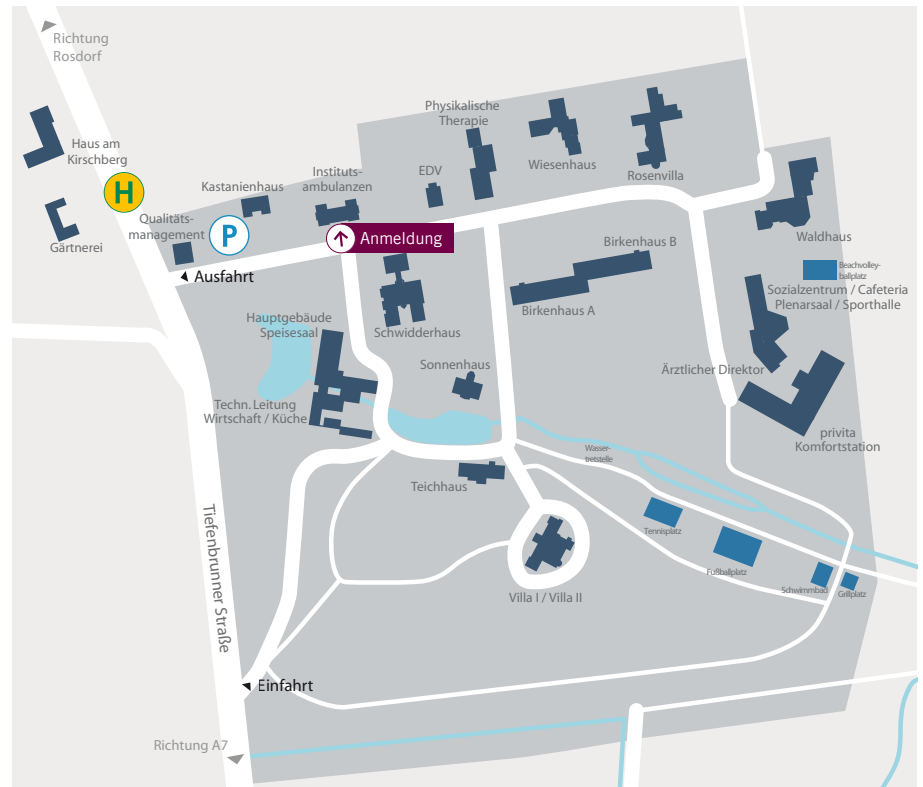 Richtung
Rosdorf
Haus am
Kirschberg
H
Gärtnerei
Qualitäts-
management
Kastanienhaus
P
Instituts-
ambulanzen
EDV
Physikalische
Therapie
Wiesenhaus
Rosenvilla
Anmeldung
Ausfahrt
Birkenhaus B
Birkenhaus A
Waldhaus
Beachvolley-
ballplatz
Sozialzentrum / Cafeteria
Plenarsaal / Sporthalle
Hauptgebäude
Speisesaal
Schwidderhaus
Sonnenhaus
Ärztlicher Direktor
Techn. Leitung
Wirtschaft / Küche
privita
Komfortstation
Wasser-
tretstelle
Teichhaus
Tennisplatz
Fußballplatz
Schwimmbad
Grillplatz
Villa I / Villa II
Tiefenbrunner Straße
Einfahrt
Richtung A7